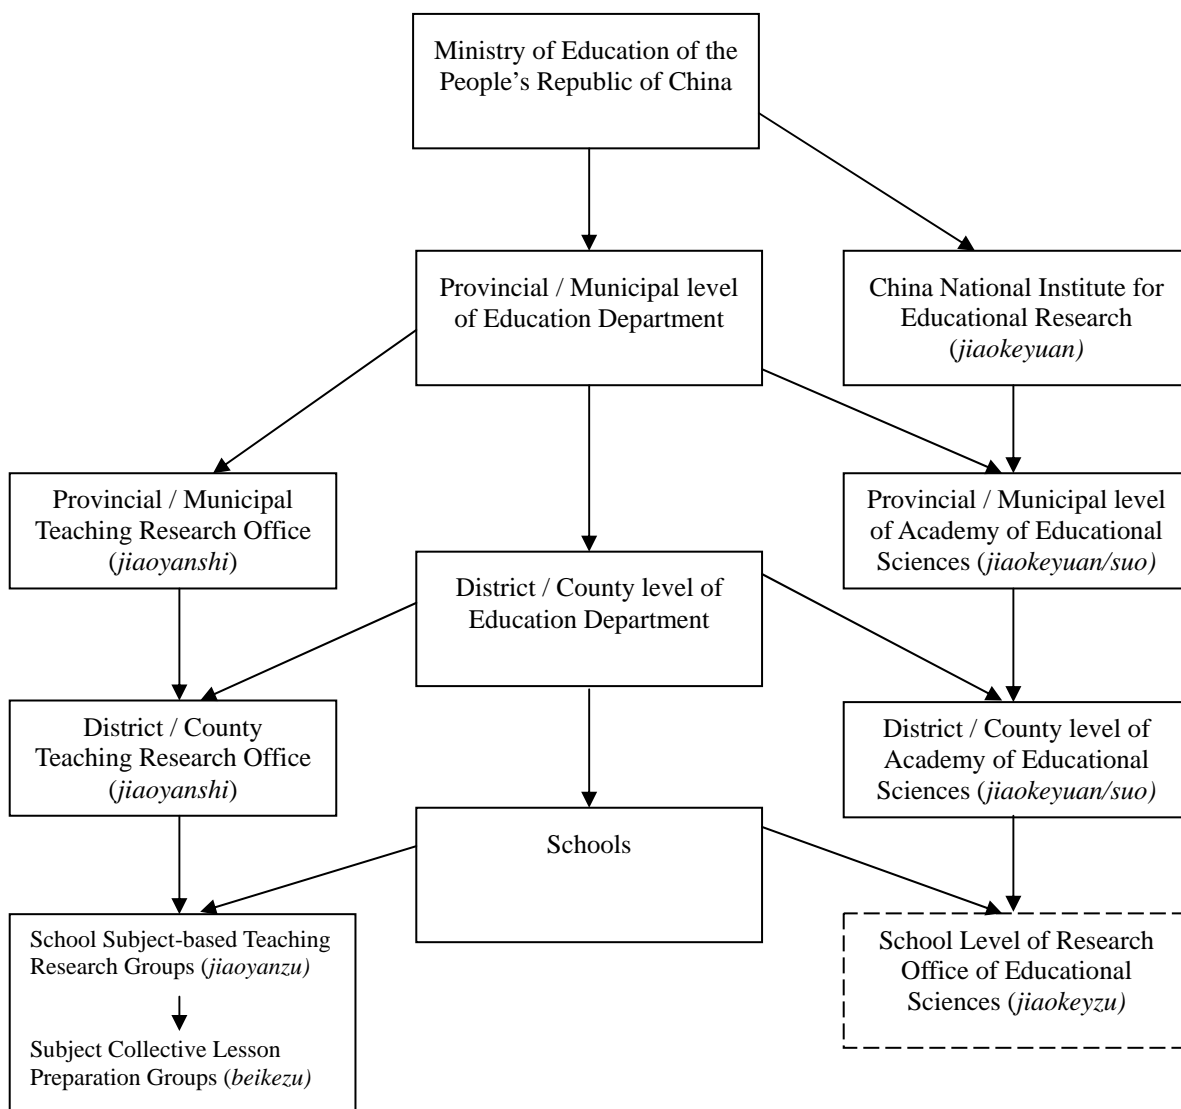 Ministry of Education of the
People’s Republic of China
Provincial / Municipal level
of Education Department
China National Institute for
Educational Research
(jiaokeyuan)
Provincial / Municipal
Teaching Research Office
(jiaoyanshi)
Provincial / Municipal level
of Academy of Educational
Sciences (jiaokeyuan/suo)
District / County level of
Education Department
District / County
Teaching Research Office
(jiaoyanshi)
District / County level of
Academy of Educational
Sciences (jiaokeyuan/suo)
Schools
School Subject-based Teaching
Research Groups (jiaoyanzu)
Subject Collective Lesson
Preparation Groups (beikezu)
School Level of Research
Office of Educational
Sciences (jiaokeyzu)